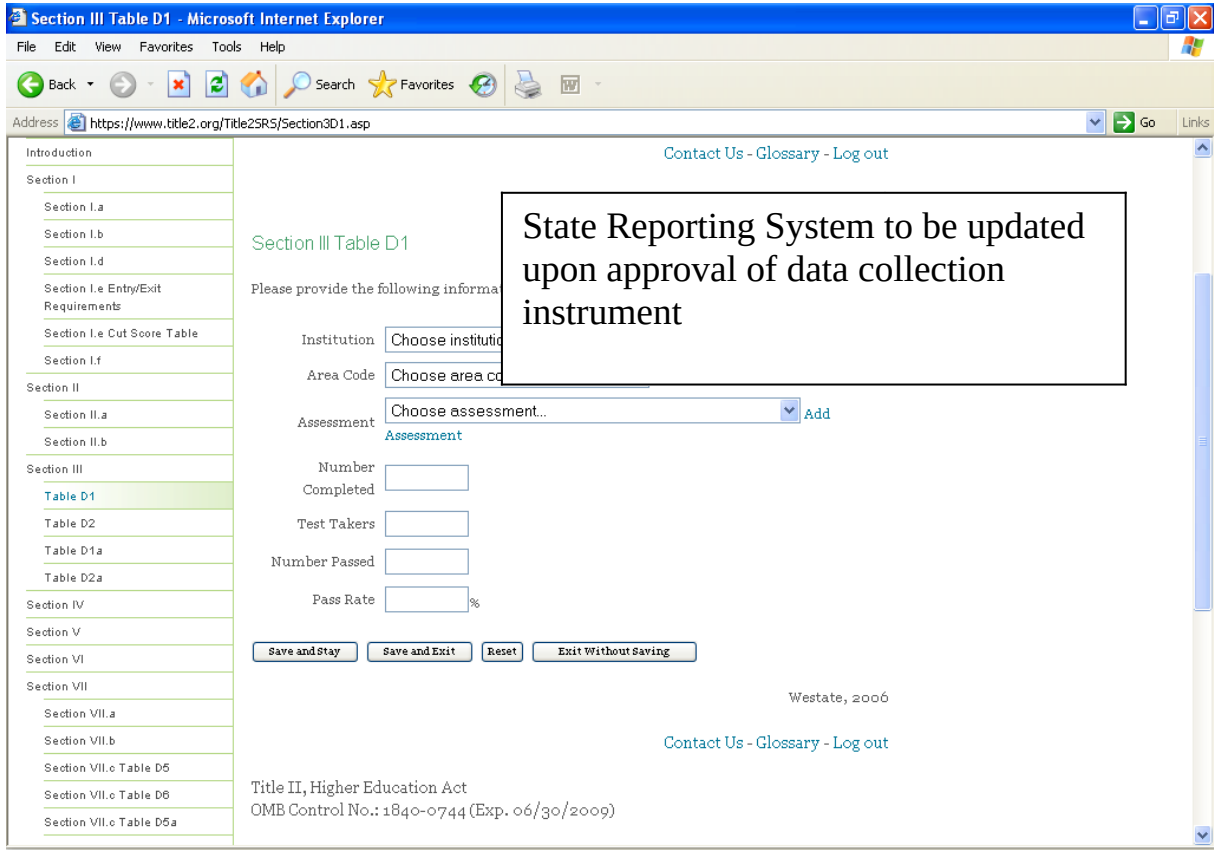 Section III Table D1 - Microsoft Internet Explorer
File Edit View Favorites Tools Help
Back Search Favorites
Address https://www.title2.org/Title2SRS/Section3D1.asp Go Links
Introduction
Section I
Section I.a
Section I.b
Section I.d
Section I.e Entry/Exit
Requirements
Section I.e Cut Score Table
Section I.f
Section II
Section II.a
Section II.b
Section III
Table D1
Table D2
Table D1a
Table D2a
Section IV
Section V
Section VI
Section VII
Section VII.a
Section VII.b
Section VII.c Table D5
Section VII.c Table D6
Section VII.c Table D5a
Contact Us - Glossary - Log out
State Reporting System to be updated
upon approval of data collection
instrument
Section III Table D1
Please provide the following
Institution Choose
Area Code Choose area
Assessment Choose assessment... Add
Assessment
Number
Completed
Test Takers
Number Passed
Pass Rate %
Save and Stay Save and Exit Reset Exit Without Saving
Westate, 2006
Contact Us - Glossary - Log out
Title II, Higher Education Act
OMB Control No.: 1840-0744 (Exp. 06/30/2009)